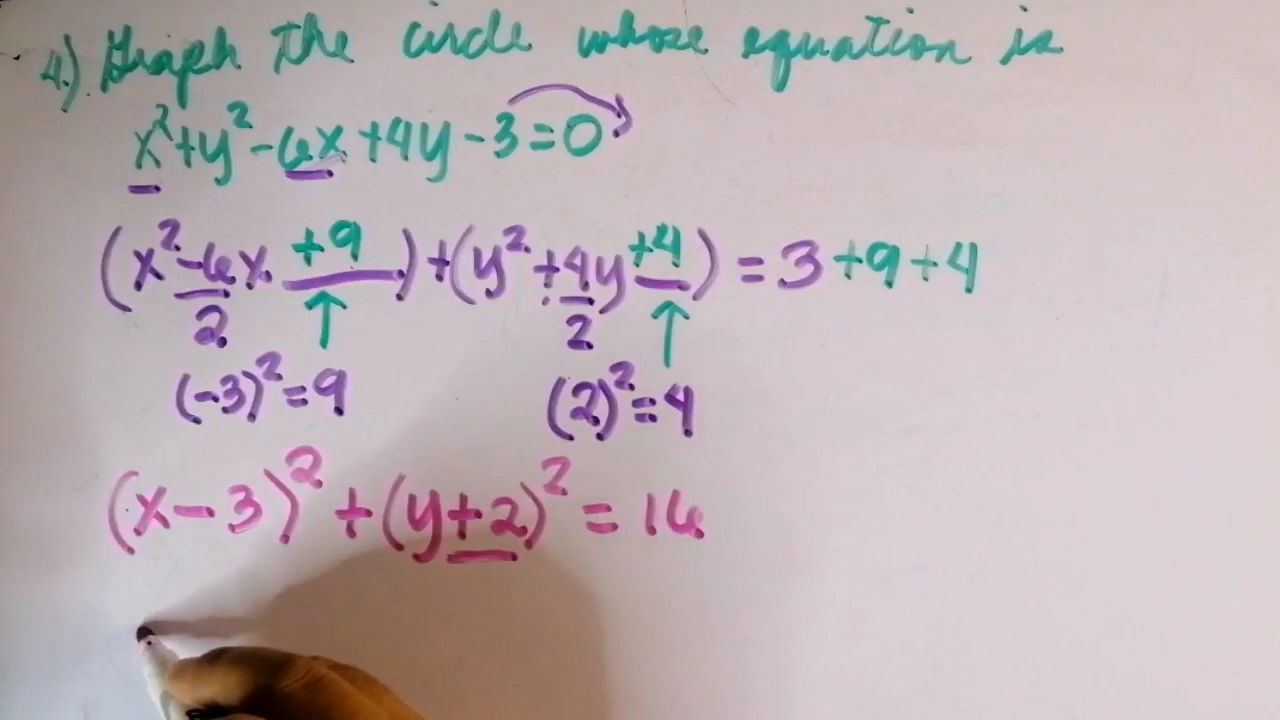 4.) Graph the circle whose equation is
x²+y²-6x+4y-3=0
(x²-6x+9)+(y²+4y+4)=3+9+4
2 2
(-3)²=9 (2)²=4
(x-3)²+(y+2)²=16